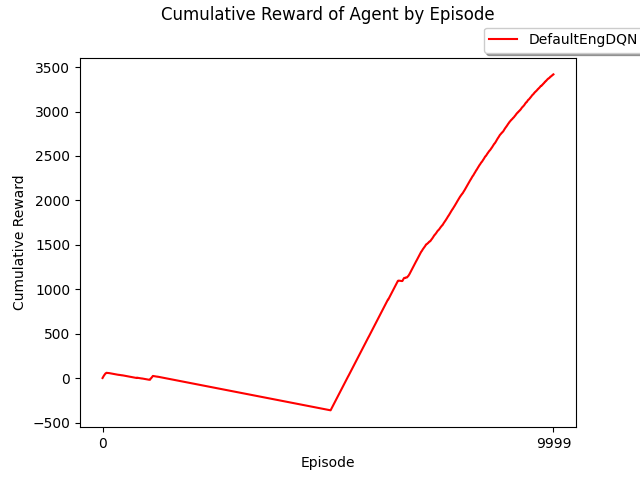 Cumulative Reward of Agent by Episode
DefaultEngDQN
3500
3000
2500
2000
1500
1000
500
0
−500
Cumulative Reward
0
9999
Episode